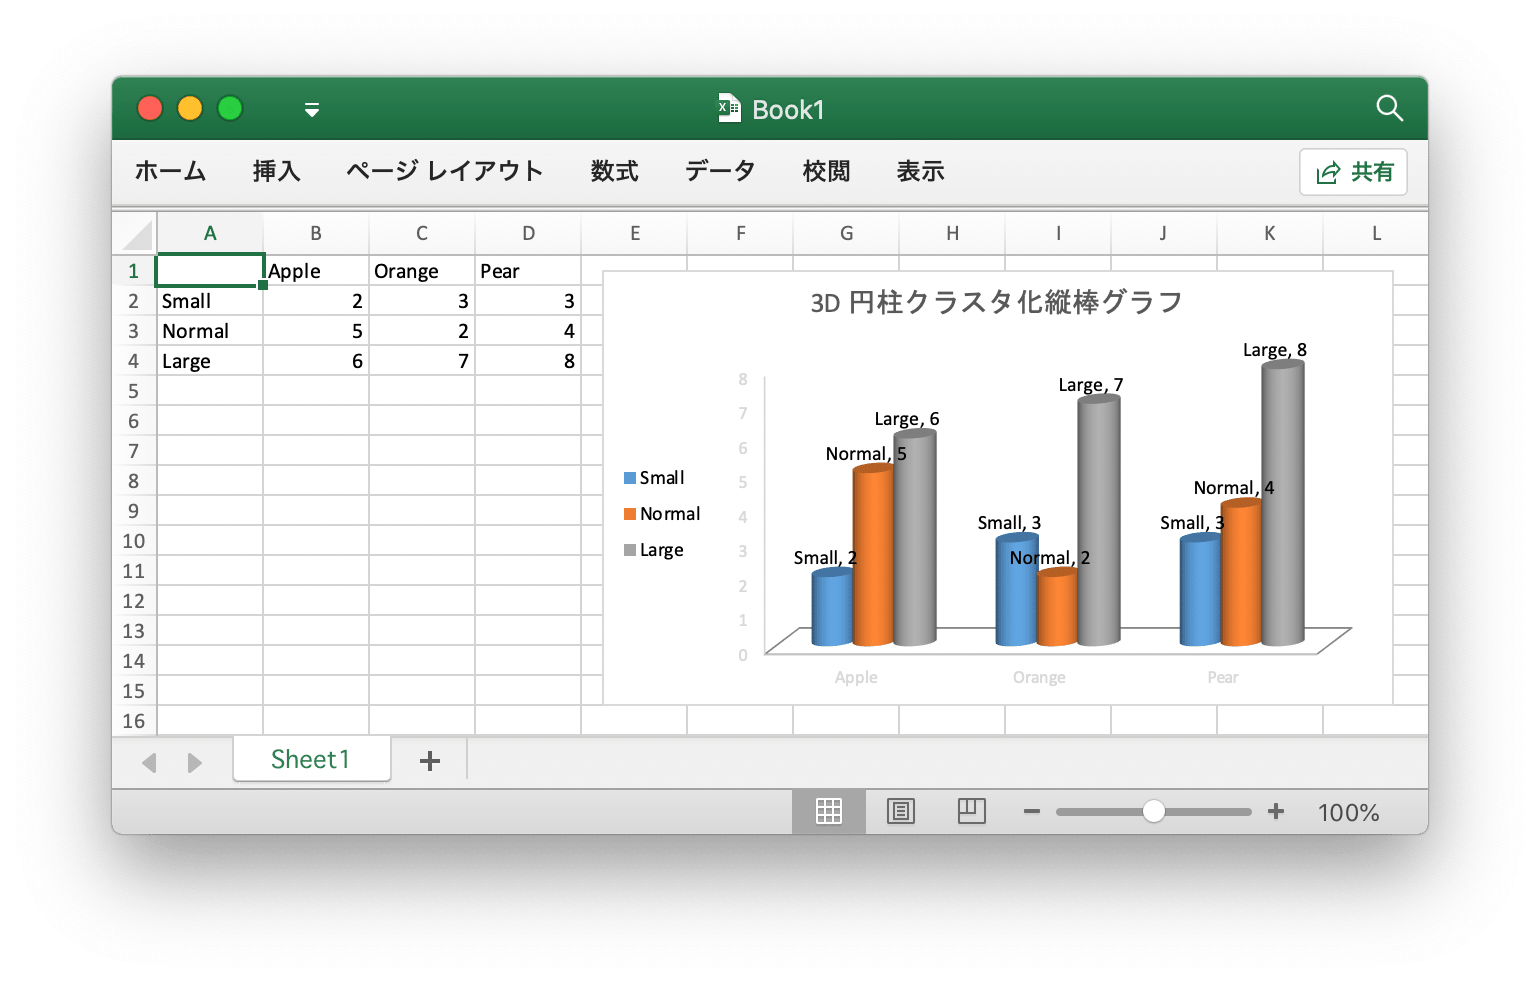 Book1
ホーム 挿入 ページ レイアウト 数式 データ 校閲 表示 共有
A B C D E F G H I J K L
1 Apple Orange Pear
2 Small 2 3 3
3 Normal 5 2 4
4 Large 6 7 8
5
6
7
8
9
10
11
12
13
14
15
16
3D 円柱クラスタ化縦棒グラフ
Small
Normal
Large
8
7
6
5
4
3
2
1
0
Small, 2
Normal, 5
Large, 6
Small, 3
Normal, 2
Large, 7
Small, 3
Normal, 4
Large, 8
Apple Orange Pear
Sheet1
100%